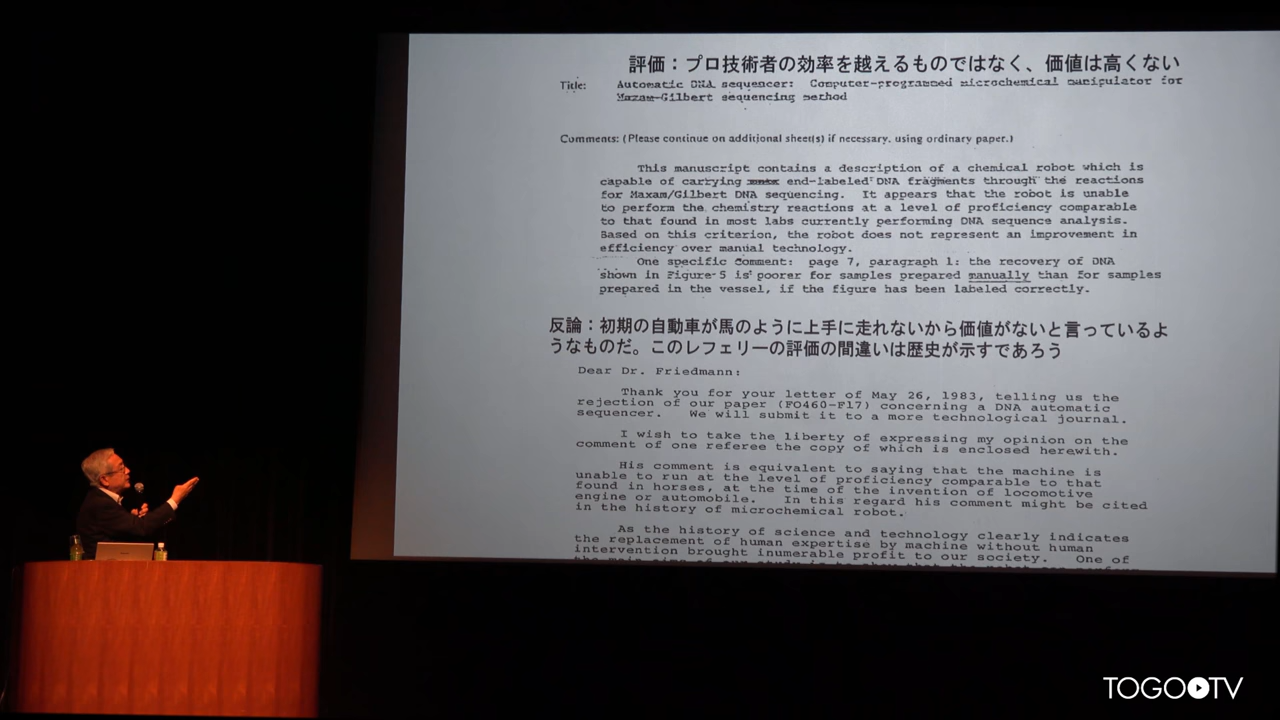 評価：プロ技術者の効率を越えるものではなく、価値は高くない
Title: Automatic DNA sequencer: Computer-programmed microchemical manipulator for
Maxam-Gilbert sequencing method
Comments: (Please continue on additional sheet(s) if necessary, using ordinary paper.)
This manuscript contains a description of a chemical robot which is
capable of carrying end-labeled DNA fragments through the reactions
for Maxam/Gilbert DNA sequencing. It appears that the robot is unable
to perform the chemistry reactions at a level of proficiency comparable
to that found in most labs currently performing DNA sequence analysis.
Based on this criterion, the robot does not represent an improvement in
efficiency over manual technology.
One specific Comment: page 7, paragraph 1: the recovery of DNA
shown in Figure 5 is poorer for samples prepared manually than for samples
prepared in the vessel, if the figure has been labeled correctly.
反論：初期の自動車が馬のように上手に走れないから価値がないと言っているよ
うなものだ。このレフェリーの評価の間違いは歴史が示すであろう
Dear Dr. Friedmann:
Thank you for your letter of May 26, 1983, telling us the
rejection of our paper (FO460-F17) concerning a DNA automatic
sequencer. We will submit it to a more technological journal.
I wish to take the liberty of expressing my opinion on the
comment of one referee the copy of which is enclosed herewith.
His comment is equivalent to saying that the machine is
unable to run at the level of proficiency comparable to that
found in horses, at the time of the invention of locomotive
engine or automobile. In this regard his comment might be cited
in the history of microchemical robot.
As the history of science and technology clearly indicates
the replacement of human expertise by machine without human
intervention brought inumerable profit to our society. One of
TOGO TV